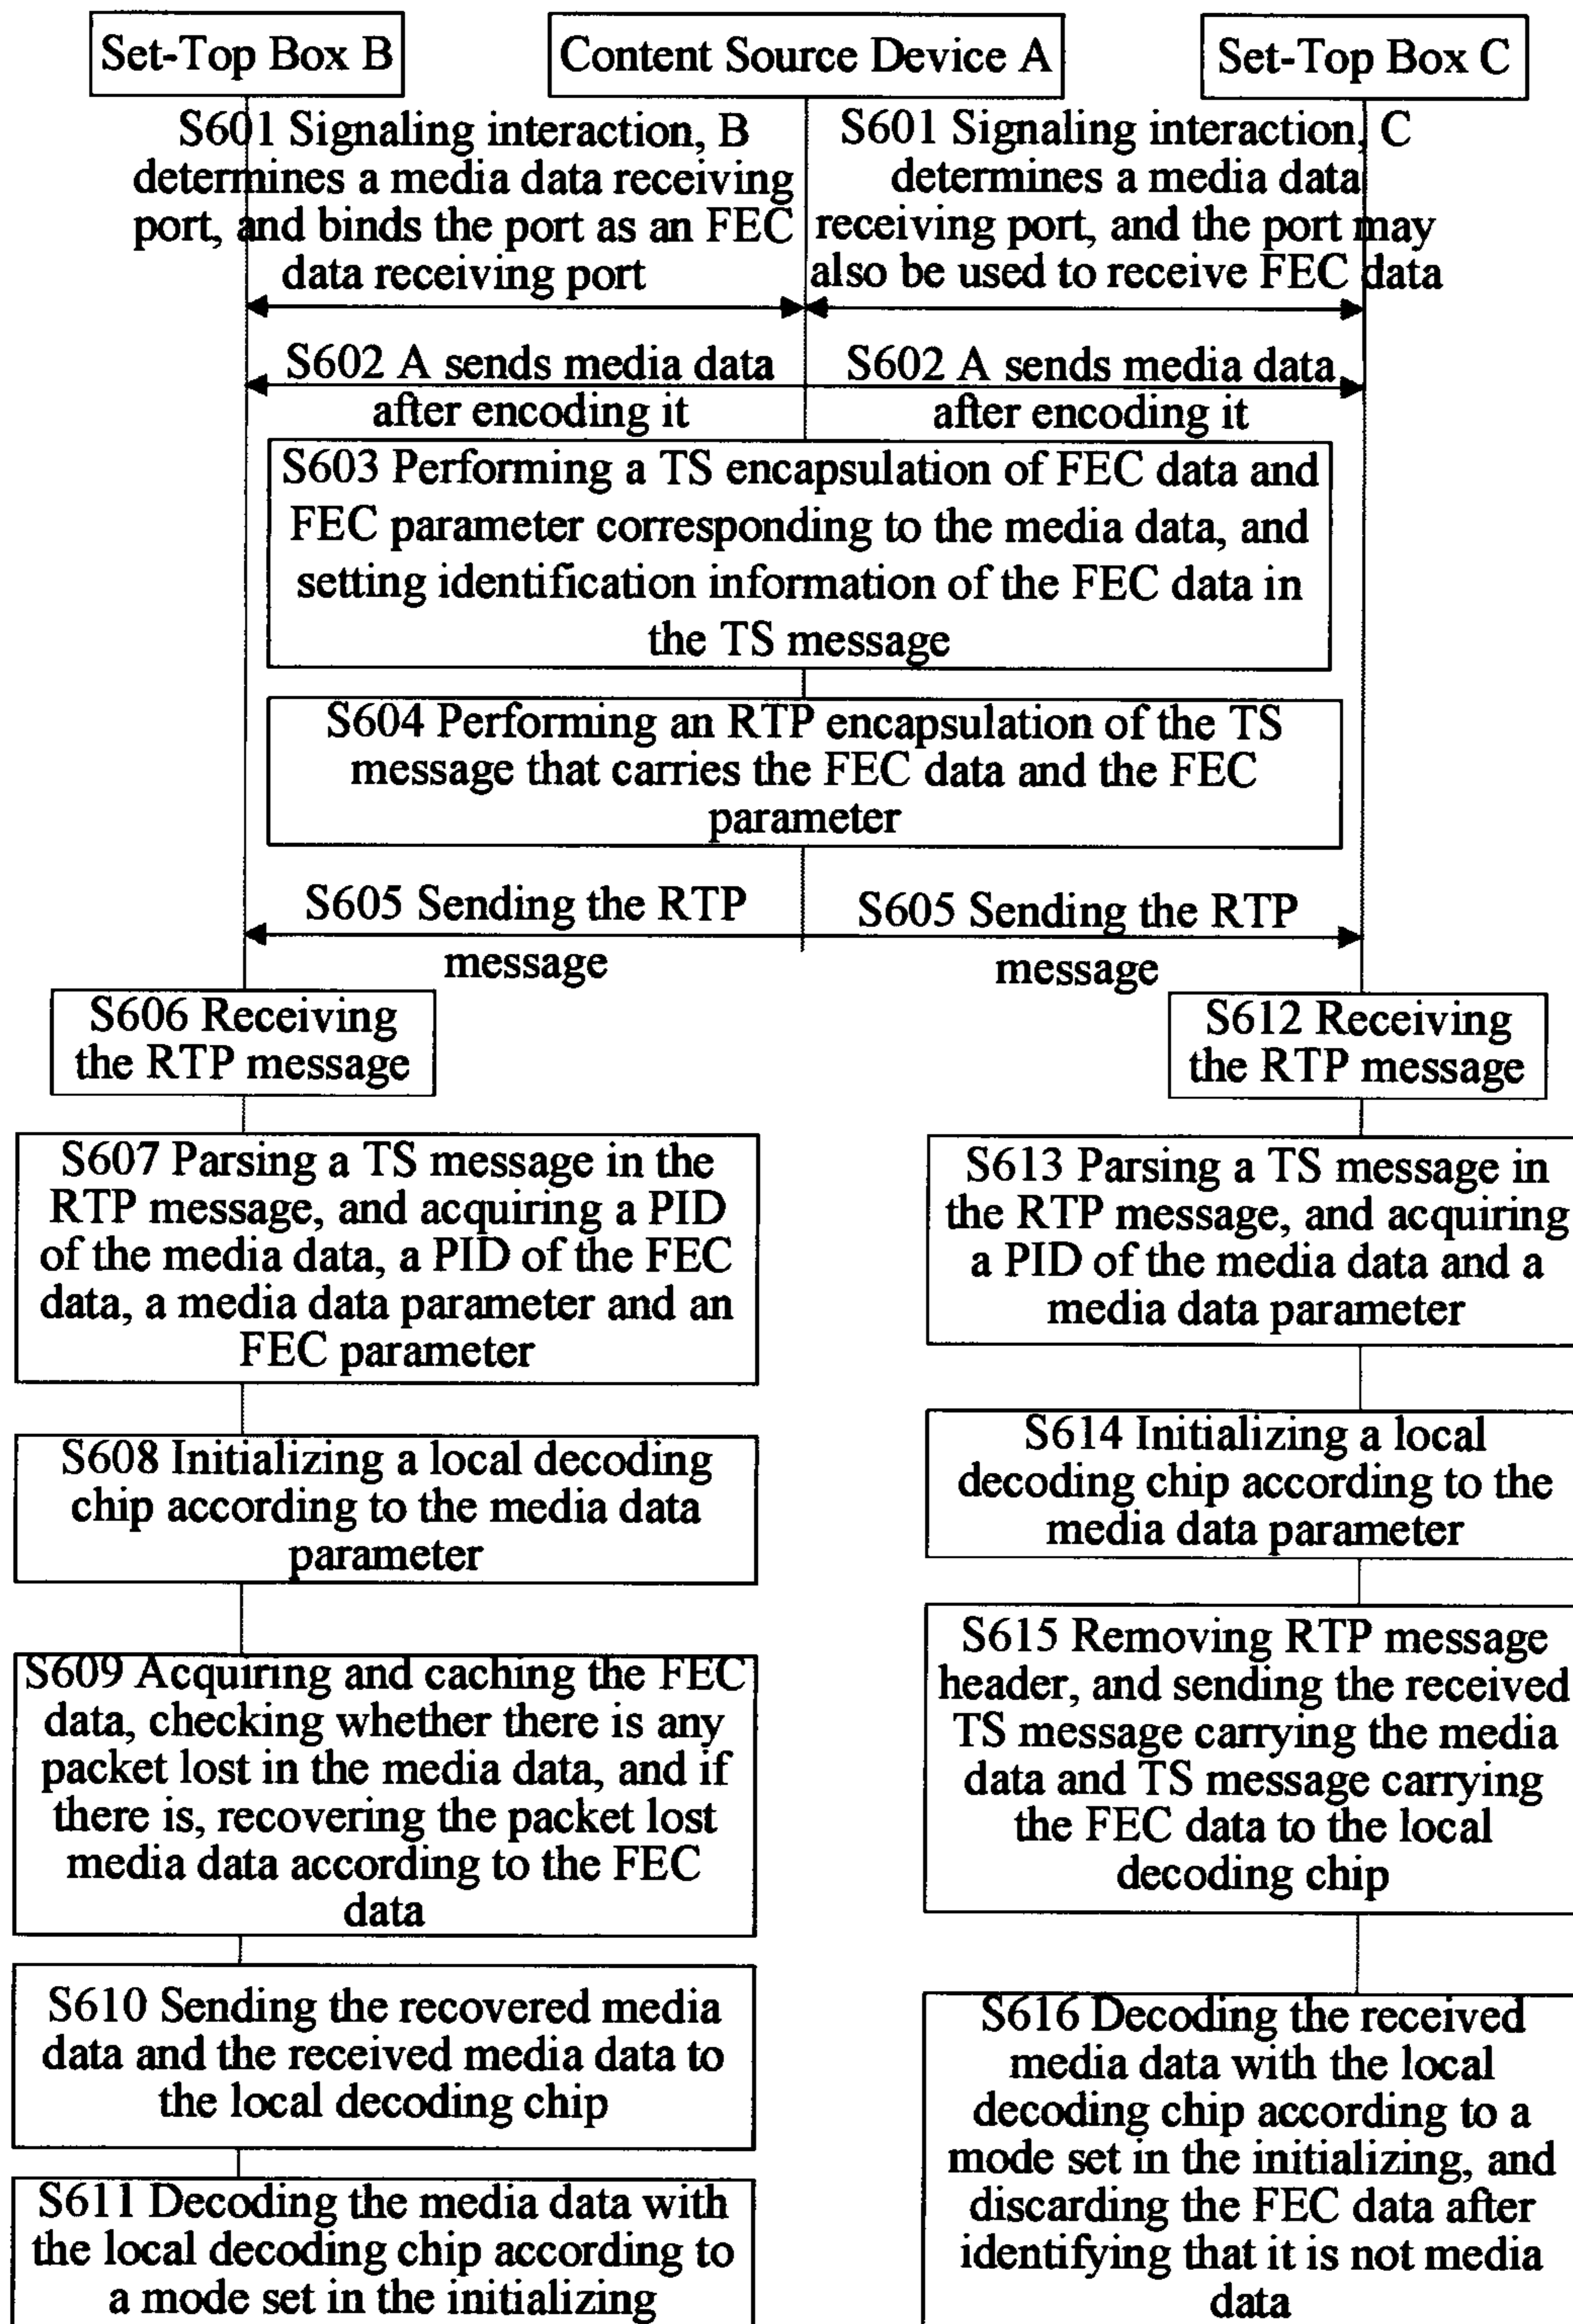 Set-Top Box B
Content Source Device A
Set-Top Box C
S601 Signaling interaction, B
determines a media data receiving
port, and binds the port as an FEC
data receiving port
S601 Signaling interaction, C
determines a media data
receiving port, and the port may
also be used to receive FEC data
S602 A sends media data
after encoding it
S602 A sends media data
after encoding it
S603 Performing a TS encapsulation of FEC data and
FEC parameter corresponding to the media data, and
setting identification information of the FEC data in
the TS message
S604 Performing an RTP encapsulation of the TS
message that carries the FEC data and the FEC
parameter
S605 Sending the RTP
message
S605 Sending the RTP
message
S606 Receiving
the RTP message
S612 Receiving
the RTP message
S607 Parsing a TS message in the
RTP message, and acquiring a PID
of the media data, a PID of the FEC
data, a media data parameter and an
FEC parameter
S613 Parsing a TS message in
the RTP message, and acquiring
a PID of the media data and a
media data parameter
S608 Initializing a local decoding
chip according to the media data
parameter
S614 Initializing a local
decoding chip according to the
media data parameter
S609 Acquiring and caching the FEC
data, checking whether there is any
packet lost in the media data, and if
there is, recovering the packet lost
media data according to the FEC
data
S615 Removing RTP message
header, and sending the received
TS message carrying the media
data and TS message carrying
the FEC data to the local
decoding chip
S610 Sending the recovered media
data and the received media data to
the local decoding chip
S616 Decoding the received
media data with the local
decoding chip according to a
mode set in the initializing, and
discarding the FEC data after
identifying that it is not media
data
S611 Decoding the media data with
the local decoding chip according to
a mode set in the initializing